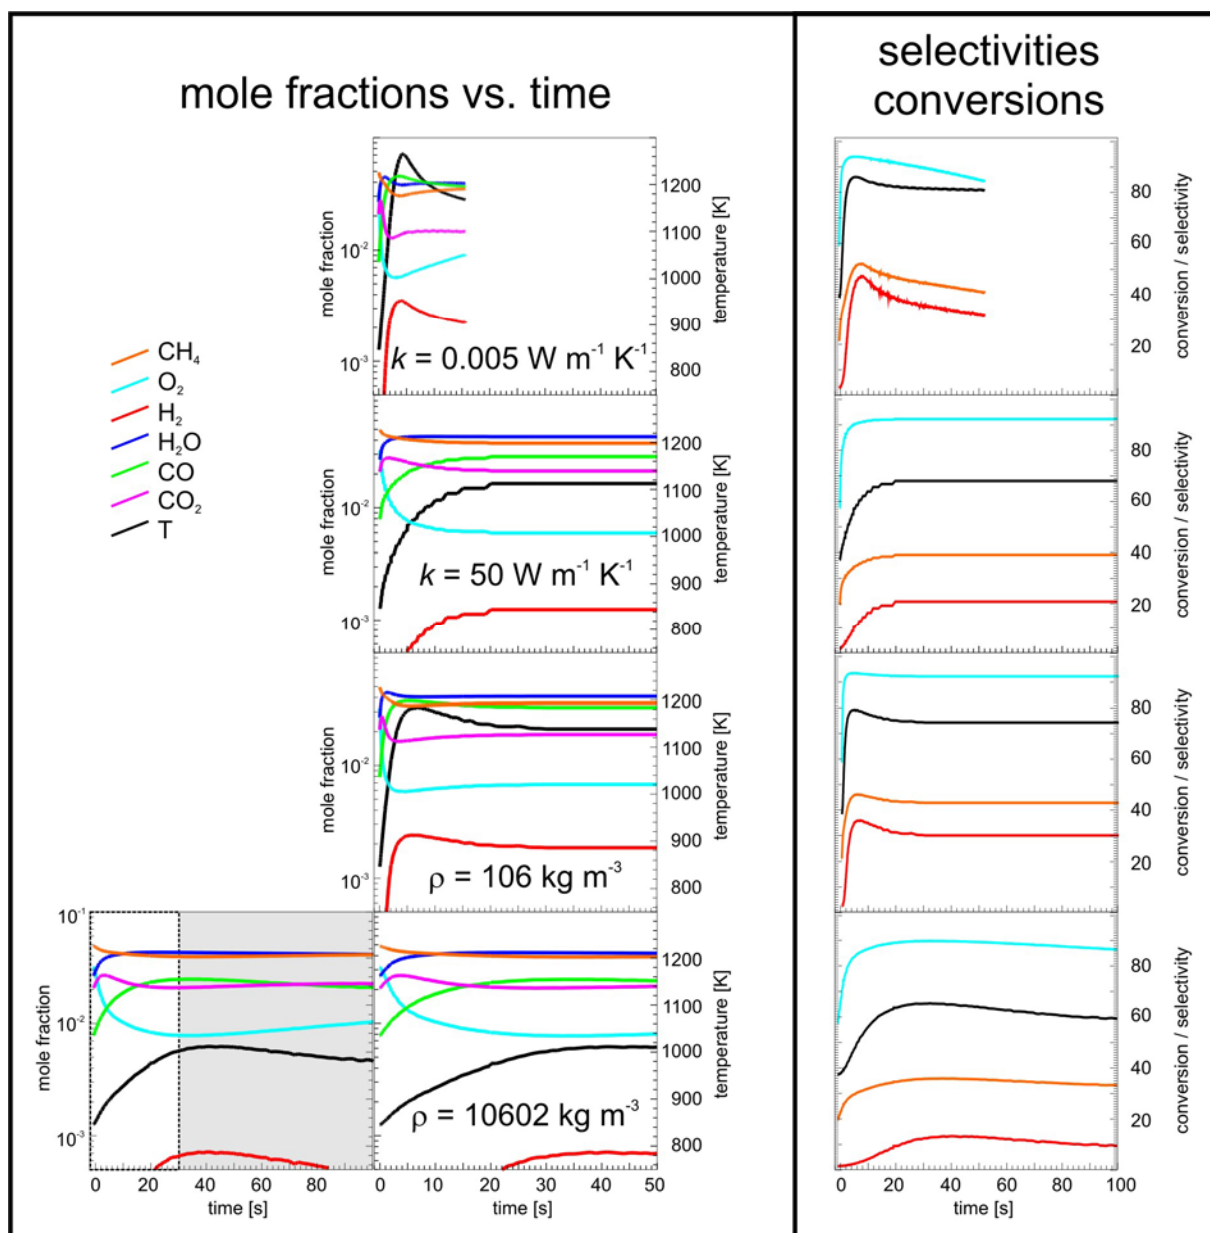 mole fractions vs. time
selectivities
conversions
mole fraction
10⁻²
10⁻³
1200
1100
1000
900
800
temperature [K]
k = 0.005 W m⁻¹ K⁻¹
80
60
40
20
conversion / selectivity
CH₄
O₂
H₂
H₂O
CO
CO₂
T
mole fraction
10⁻²
10⁻³
1200
1100
1000
900
800
temperature [K]
k = 50 W m⁻¹ K⁻¹
80
60
40
20
conversion / selectivity
mole fraction
10⁻²
10⁻³
1200
1100
1000
900
800
temperature [K]
ρ = 106 kg m⁻³
80
60
40
20
conversion / selectivity
mole fraction
10⁻¹
10⁻²
10⁻³
1200
1100
1000
900
800
temperature [K]
ρ = 10602 kg m⁻³
80
60
40
20
conversion / selectivity
0 20 40 60 80
time [s]
0 10 20 30 40 50
time [s]
0 20 40 60 80 100
time [s]